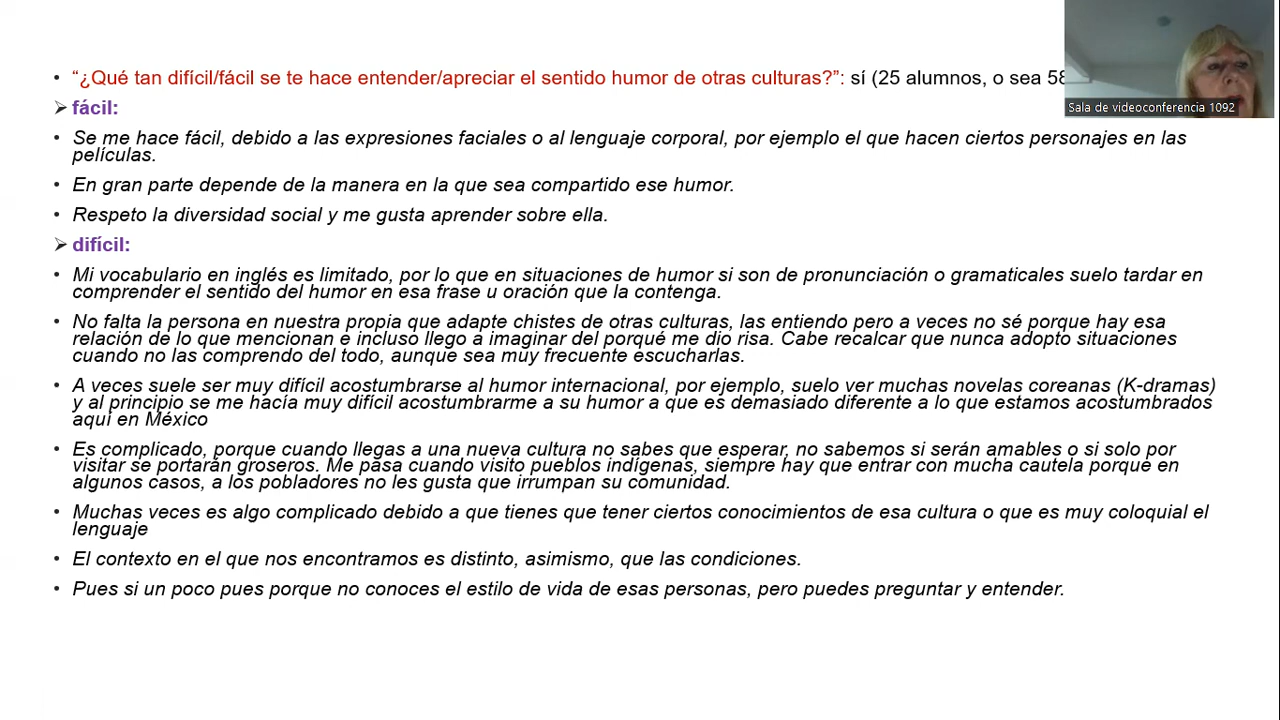 • “¿Qué tan difícil/fácil se te hace entender/apreciar el sentido humor de otras culturas?”: sí (25 alumnos, o sea 58
Sala de videoconferencia 1092
➢ fácil:
• Se me hace fácil, debido a las expresiones faciales o al lenguaje corporal, por ejemplo el que hacen ciertos personajes en las
películas.
• En gran parte depende de la manera en la que sea compartido ese humor.
• Respeto la diversidad social y me gusta aprender sobre ella.
➢ difícil:
• Mi vocabulario en inglés es limitado, por lo que en situaciones de humor si son de pronunciación o gramaticales suelo tardar en
comprender el sentido del humor en esa frase u oración que la contenga.
• No falta la persona en nuestra propia que adapte chistes de otras culturas, las entiendo pero a veces no sé porque hay esa
relación de lo que mencionan e incluso llego a imaginar del porqué me dio risa. Cabe recalcar que nunca adopto situaciones
cuando no las comprendo del todo, aunque sea muy frecuente escucharlas.
• A veces suele ser muy difícil acostumbrarse al humor internacional, por ejemplo, suelo ver muchas novelas coreanas (K-dramas)
y al principio se me hacía muy difícil acostumbrarme a su humor a que es demasiado diferente a lo que estamos acostumbrados
aquí en México
• Es complicado, porque cuando llegas a una nueva cultura no sabes que esperar, no sabemos si serán amables o si solo por
visitar se portarán groseros. Me pasa cuando visito pueblos indígenas, siempre hay que entrar con mucha cautela porque en
algunos casos, a los pobladores no les gusta que irrumpan su comunidad.
• Muchas veces es algo complicado debido a que tienes que tener ciertos conocimientos de esa cultura o que es muy coloquial el
lenguaje
• El contexto en el que nos encontramos es distinto, asimismo, que las condiciones.
• Pues si un poco pues porque no conoces el estilo de vida de esas personas, pero puedes preguntar y entender.